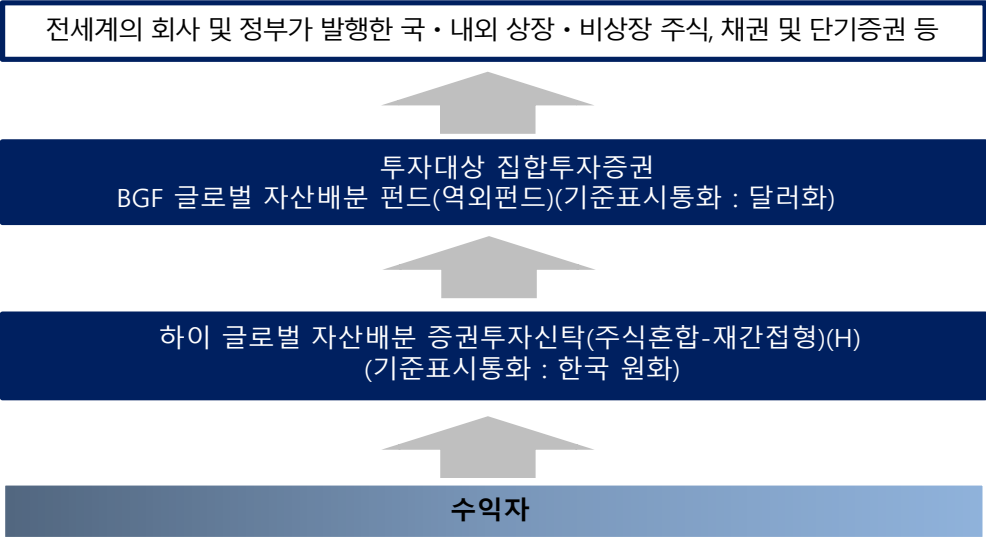 전세계의 회사 및 정부가 발행한 국・내외 상장・비상장 주식, 채권 및 단기증권 등
투자대상 집합투자증권
BGF 글로벌 자산배분 펀드(역외펀드)(기준표시통화 : 달러화)
하이 글로벌 자산배분 증권투자신탁(주식혼합-재간접형)(H)
(기준표시통화 : 한국 원화)
수익자